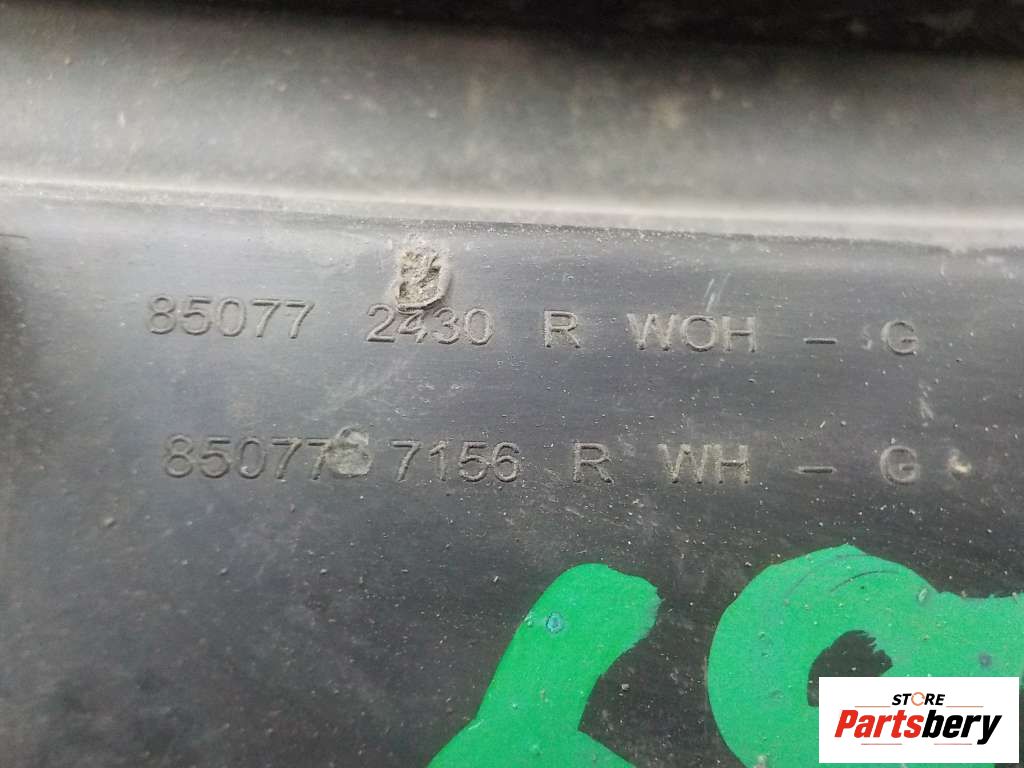 85077 2430 R WOH - G
85077 7156 R WH - G
STORE
Partsbery